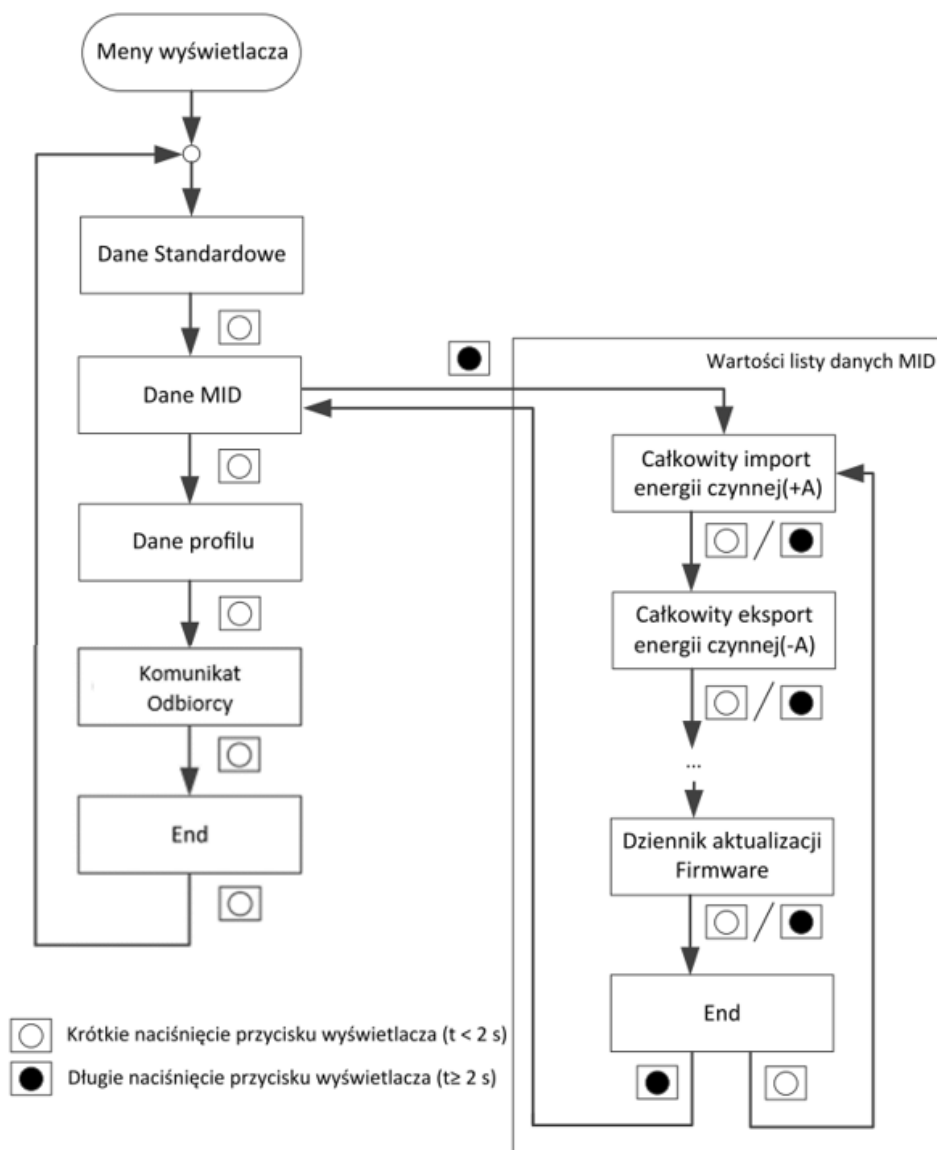 Meny wyświetlacza
Dane Standardowe
Dane MID
Dane profilu
Komunikat
Odbiorcy
End
Wartości listy danych MID
Całkowity import
energii czynnej(+A)
Całkowity eksport
energii czynnej(-A)
...
Dziennik aktualizacji
Firmware
End
Krótkie naciśnięcie przycisku wyświetlacza (t < 2 s)
Długie naciśnięcie przycisku wyświetlacza (t≥ 2 s)